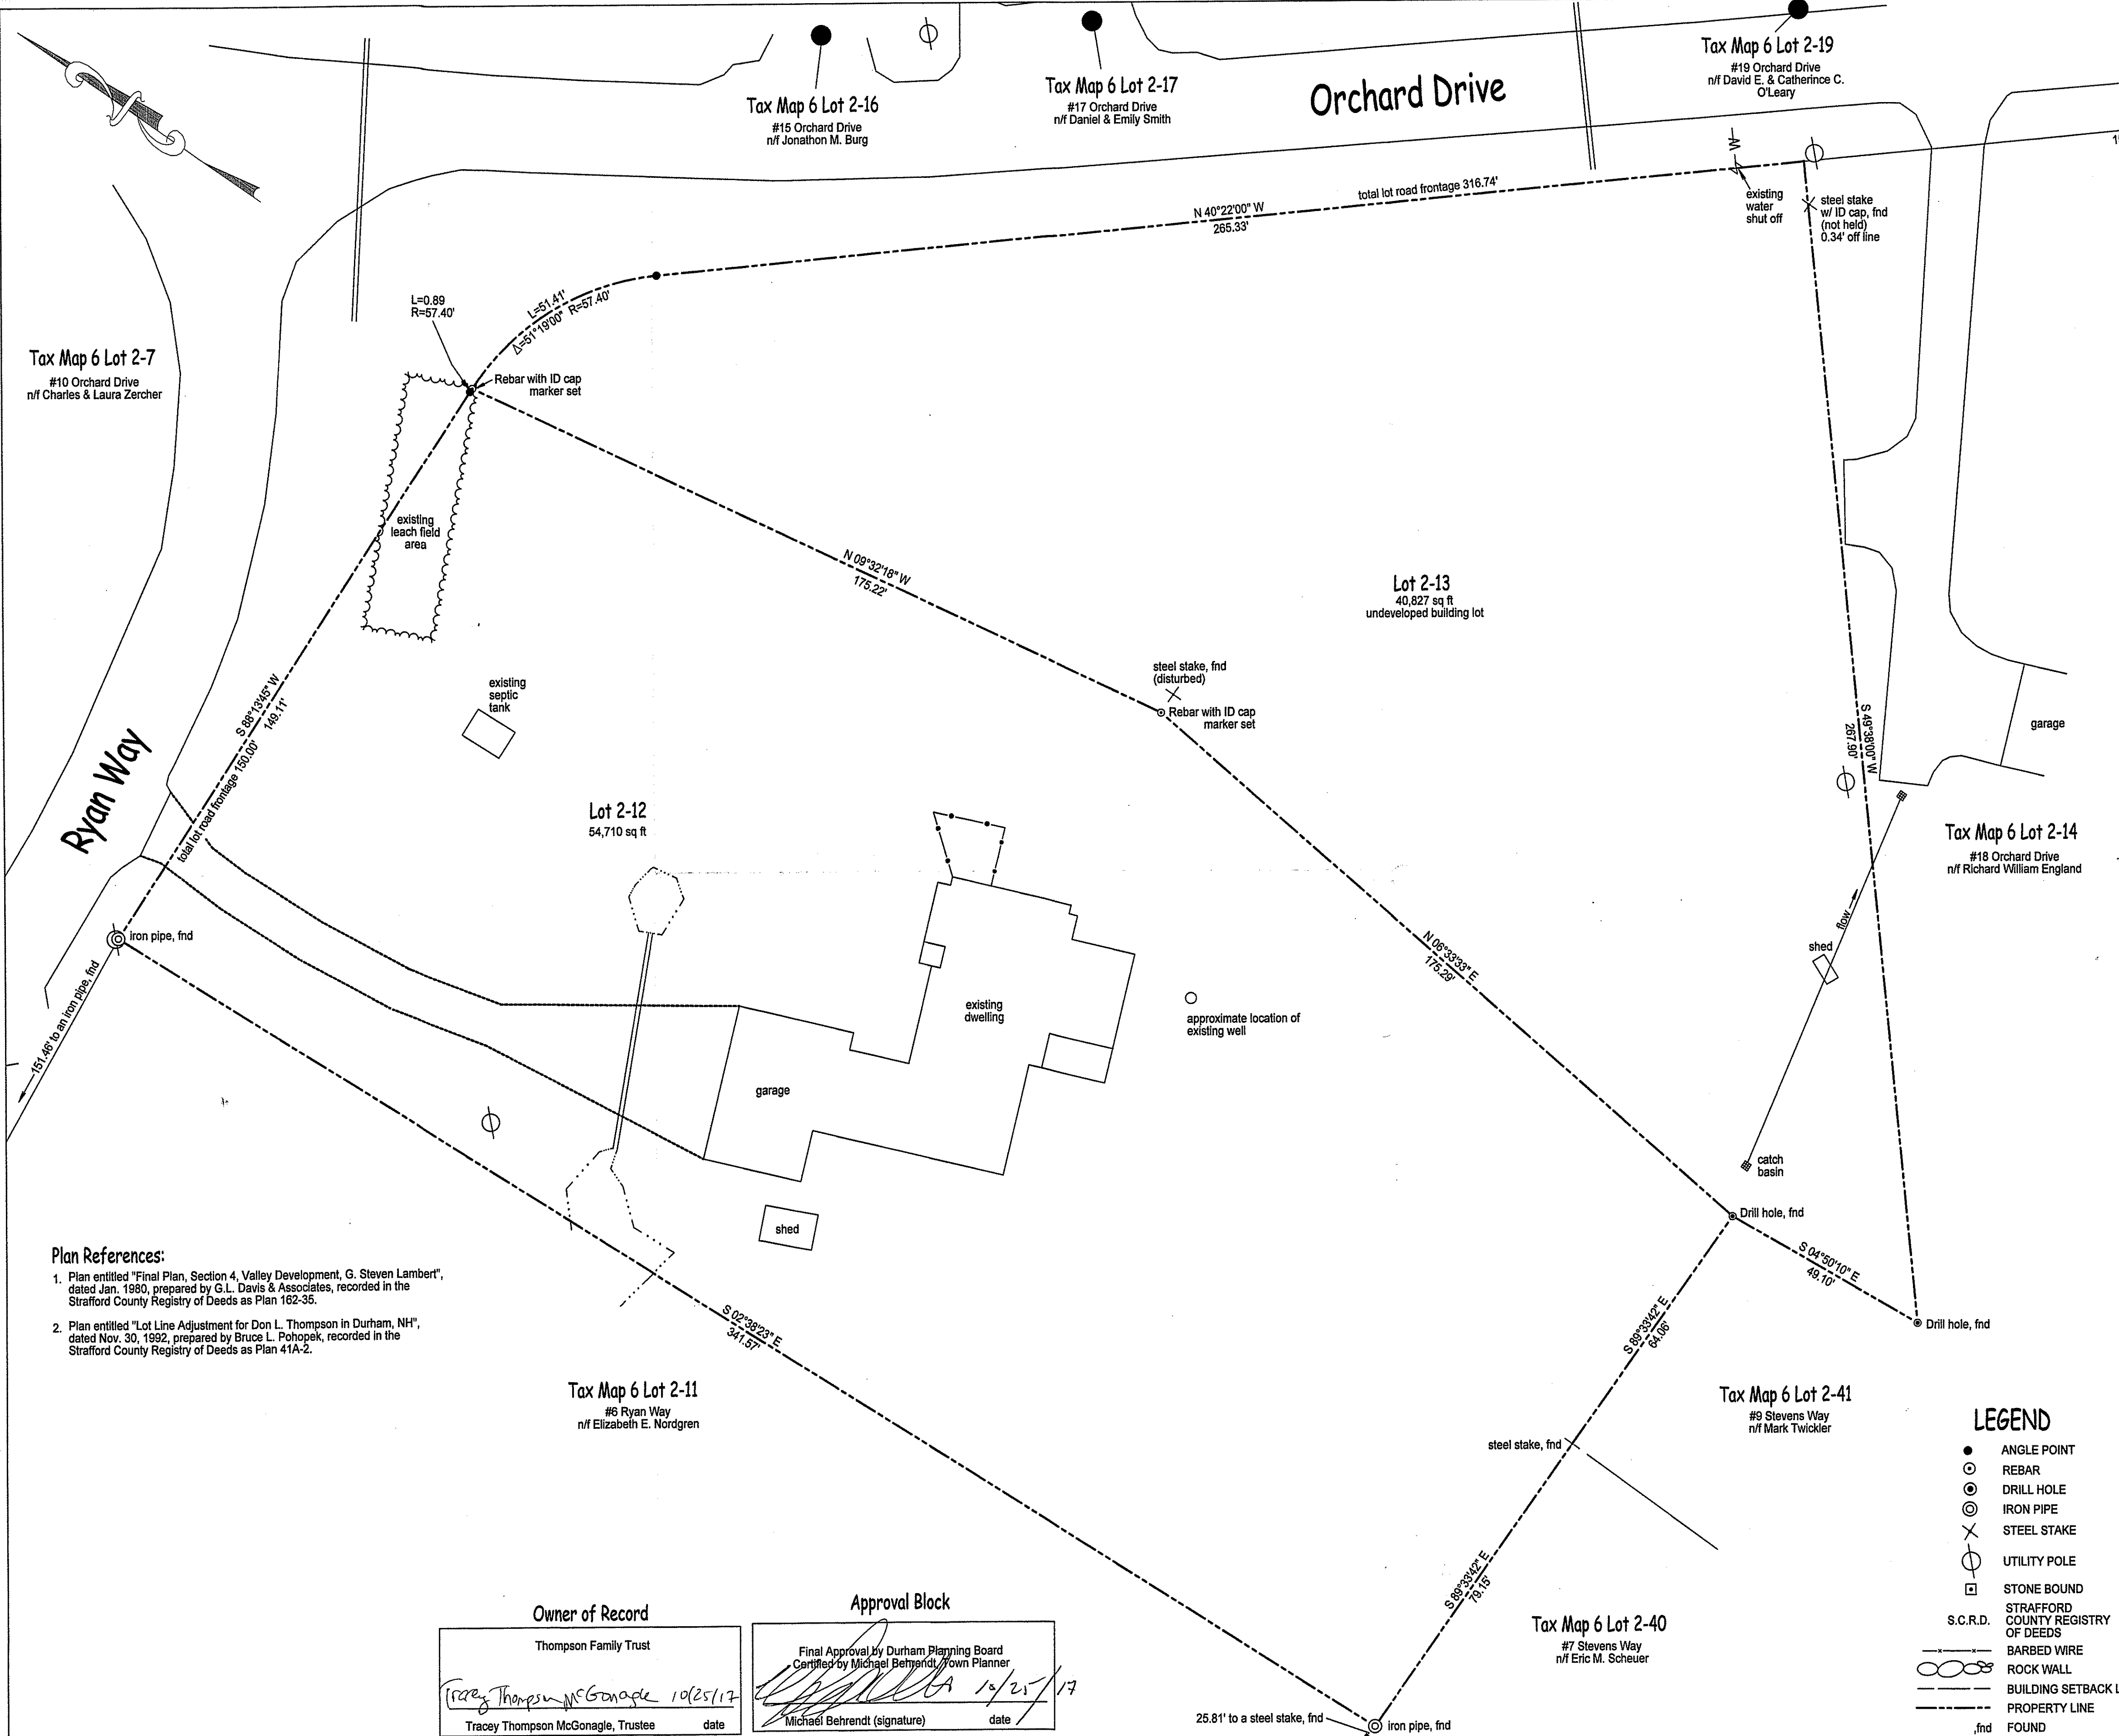 Tax Map 6 Lot 2-16
#15 Orchard Drive
n/f Jonathon M. Burg
Tax Map 6 Lot 2-17
#17 Orchard Drive
n/f Daniel & Emily Smith
Orchard Drive
Tax Map 6 Lot 2-19
#19 Orchard Drive
n/f David E. & Catherince C.
O'Leary
W
existing
water
shut off
steel stake
w/ ID cap, fnd
(not held)
0.34' off line
total lot road frontage 316.74'
N 40°22'00" W
265.33'
L=0.89
R=57.40'
L=51.41'
Δ=51°19'00" R=57.40'
Tax Map 6 Lot 2-7
#10 Orchard Drive
n/f Charles & Laura Zercher
Rebar with ID cap
marker set
existing
leach field
area
N 09°32'18" W
175.22'
Lot 2-13
40,827 sq ft
undeveloped building lot
steel stake, fnd
(disturbed)
Rebar with ID cap
marker set
existing
septic
tank
S 88°13'45" W
149.11'
total lot road frontage 150.00'
Ryan Way
S 49°38'00" W
267.90'
garage
Lot 2-12
54,710 sq ft
Tax Map 6 Lot 2-14
#18 Orchard Drive
n/f Richard William England
flow
shed
iron pipe, fnd
151.46' to an iron pipe, fnd
N 06°33'33" E
175.29'
existing
dwelling
approximate location of
existing well
garage
catch
basin
Drill hole, fnd
shed
S 04°50'10" E
49.10'
Drill hole, fnd
Plan References:
1. Plan entitled "Final Plan, Section 4, Valley Development, G. Steven Lambert",
dated Jan. 1980, prepared by G.L. Davis & Associates, recorded in the
Strafford County Registry of Deeds as Plan 162-35.
2. Plan entitled "Lot Line Adjustment for Don L. Thompson in Durham, NH",
dated Nov. 30, 1992, prepared by Bruce L. Pohopek, recorded in the
Strafford County Registry of Deeds as Plan 41A-2.
S 02°38'23" E
341.57'
S 89°33'42" E
64.06'
Tax Map 6 Lot 2-11
#6 Ryan Way
n/f Elizabeth E. Nordgren
Tax Map 6 Lot 2-41
#9 Stevens Way
n/f Mark Twickler
steel stake, fnd
S 89°33'42" E
79.15'
Tax Map 6 Lot 2-40
#7 Stevens Way
n/f Eric M. Scheuer
25.81' to a steel stake, fnd
iron pipe, fnd
Owner of Record
Thompson Family Trust
Tracey Thompson McGonagle 10/25/17
Tracey Thompson McGonagle, Trustee date
Approval Block
Final Approval by Durham Planning Board
Certified by Michael Behrendt, Town Planner
10/25/17
Michael Behrendt (signature) date
LEGEND
ANGLE POINT
REBAR
DRILL HOLE
IRON PIPE
STEEL STAKE
UTILITY POLE
STONE BOUND
S.C.R.D. STRAFFORD
COUNTY REGISTRY
OF DEEDS
BARBED WIRE
ROCK WALL
BUILDING SETBACK L
PROPERTY LINE
,fnd FOUND